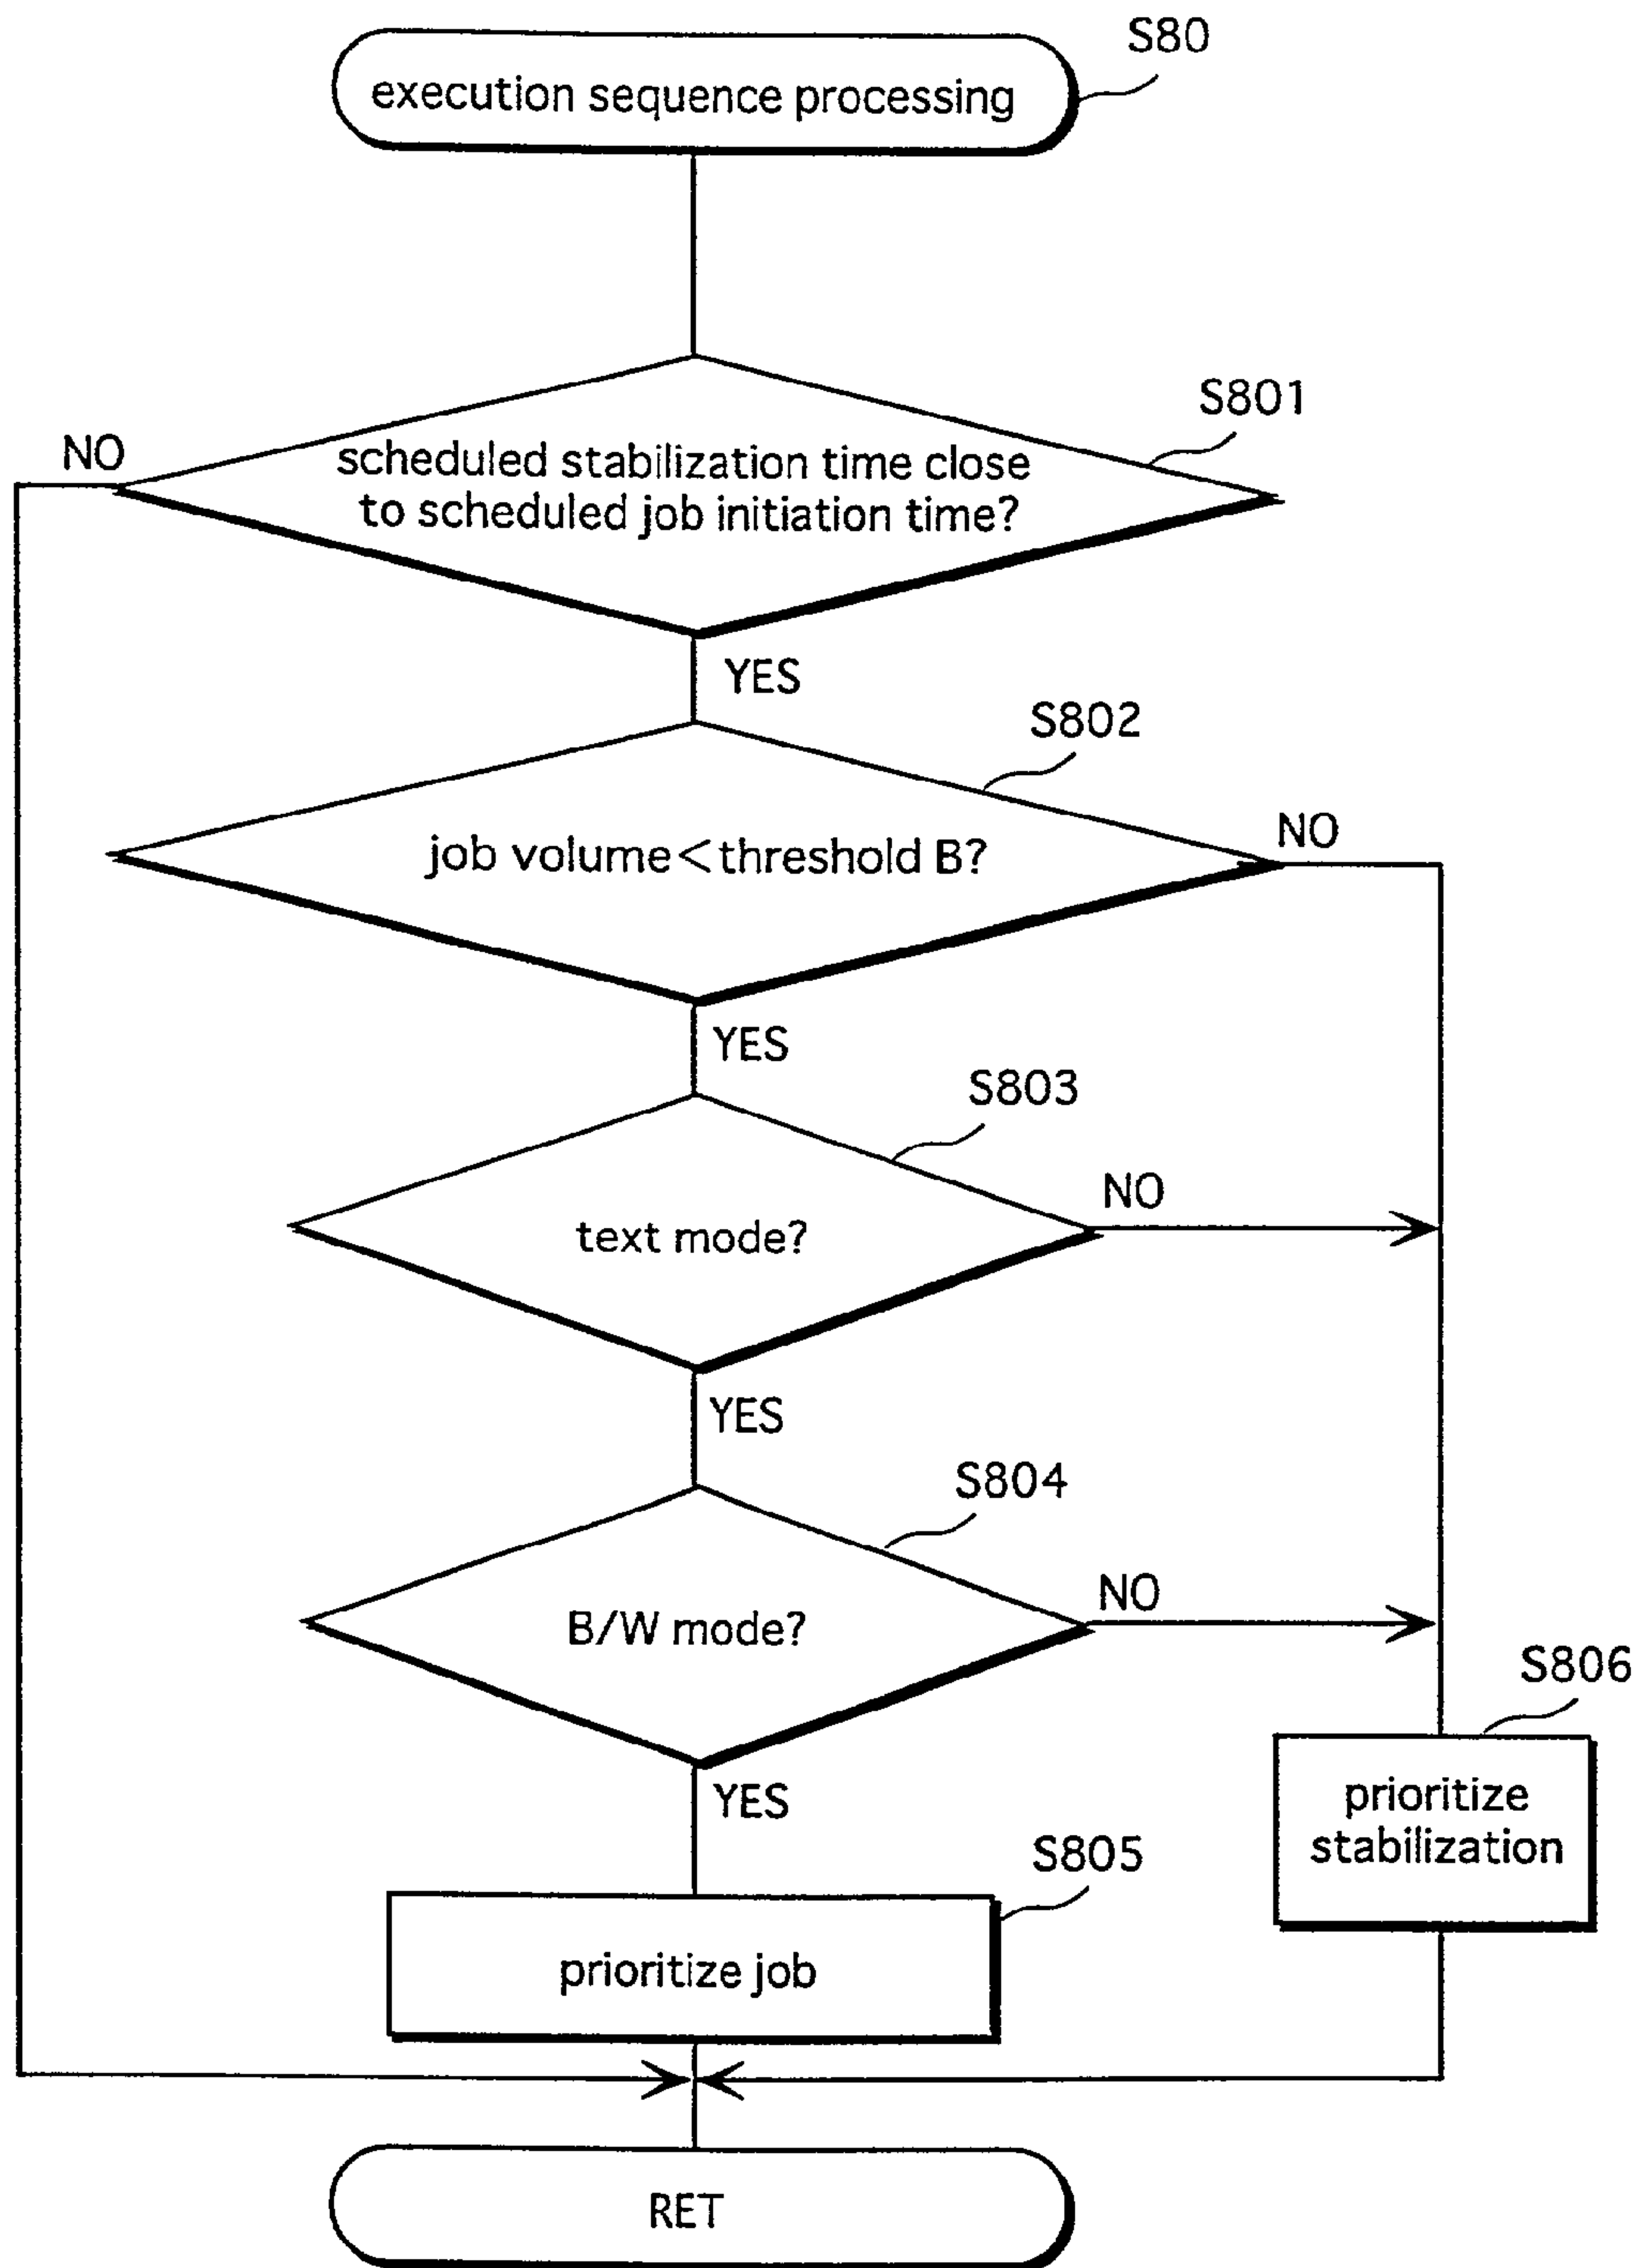 S80
execution sequence processing
S801
NO
scheduled stabilization time close
to scheduled job initiation time?
YES
S802
job volume<threshold B?
NO
YES
S803
NO
text mode?
YES
S804
NO
B/W mode?
S806
YES
prioritize
stabilization
S805
prioritize job
RET